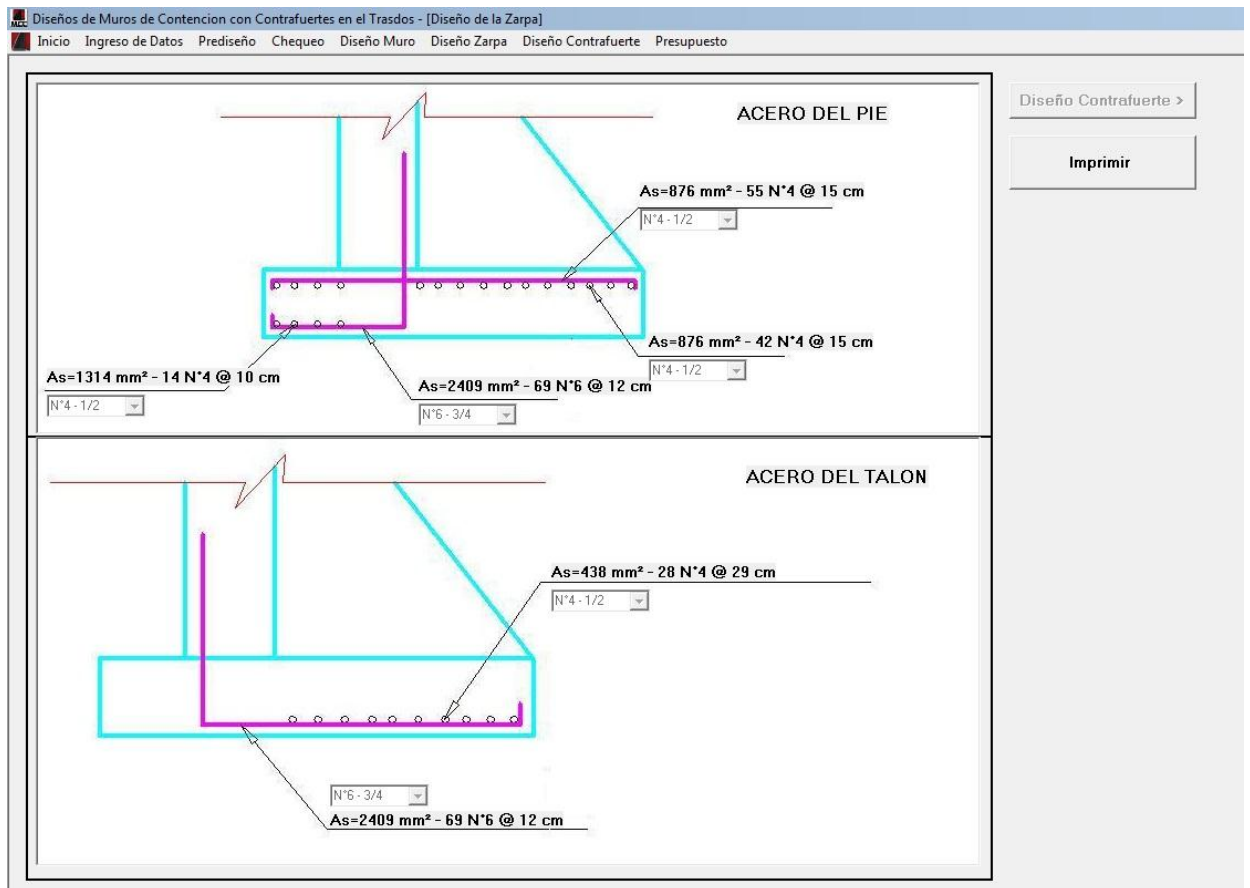 MCC Diseños de Muros de Contencion con Contrafuertes en el Trasdos - [Diseño de la Zarpa]
Inicio Ingreso de Datos Prediseño Chequeo Diseño Muro Diseño Zarpa Diseño Contrafuerte Presupuesto
ACERO DEL PIE
Diseño Contrafuerte >
Imprimir
As=876 mm² - 55 N°4 @ 15 cm
N°4 - 1/2
As=876 mm² - 42 N°4 @ 15 cm
N°4 - 1/2
As=1314 mm² - 14 N°4 @ 10 cm
N°4 - 1/2
As=2409 mm² - 69 N°6 @ 12 cm
N°6 - 3/4
ACERO DEL TALON
As=438 mm² - 28 N°4 @ 29 cm
N°4 - 1/2
N°6 - 3/4
As=2409 mm² - 69 N°6 @ 12 cm